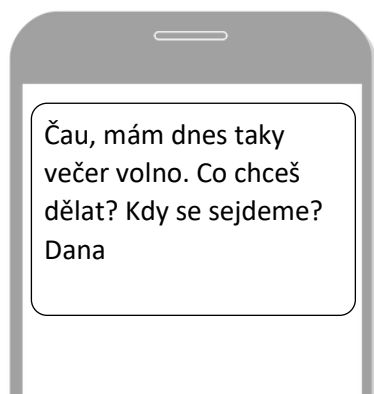 Čau, mám dnes taky
večer volno. Co chceš
dělat? Kdy se sejdeme?
Dana